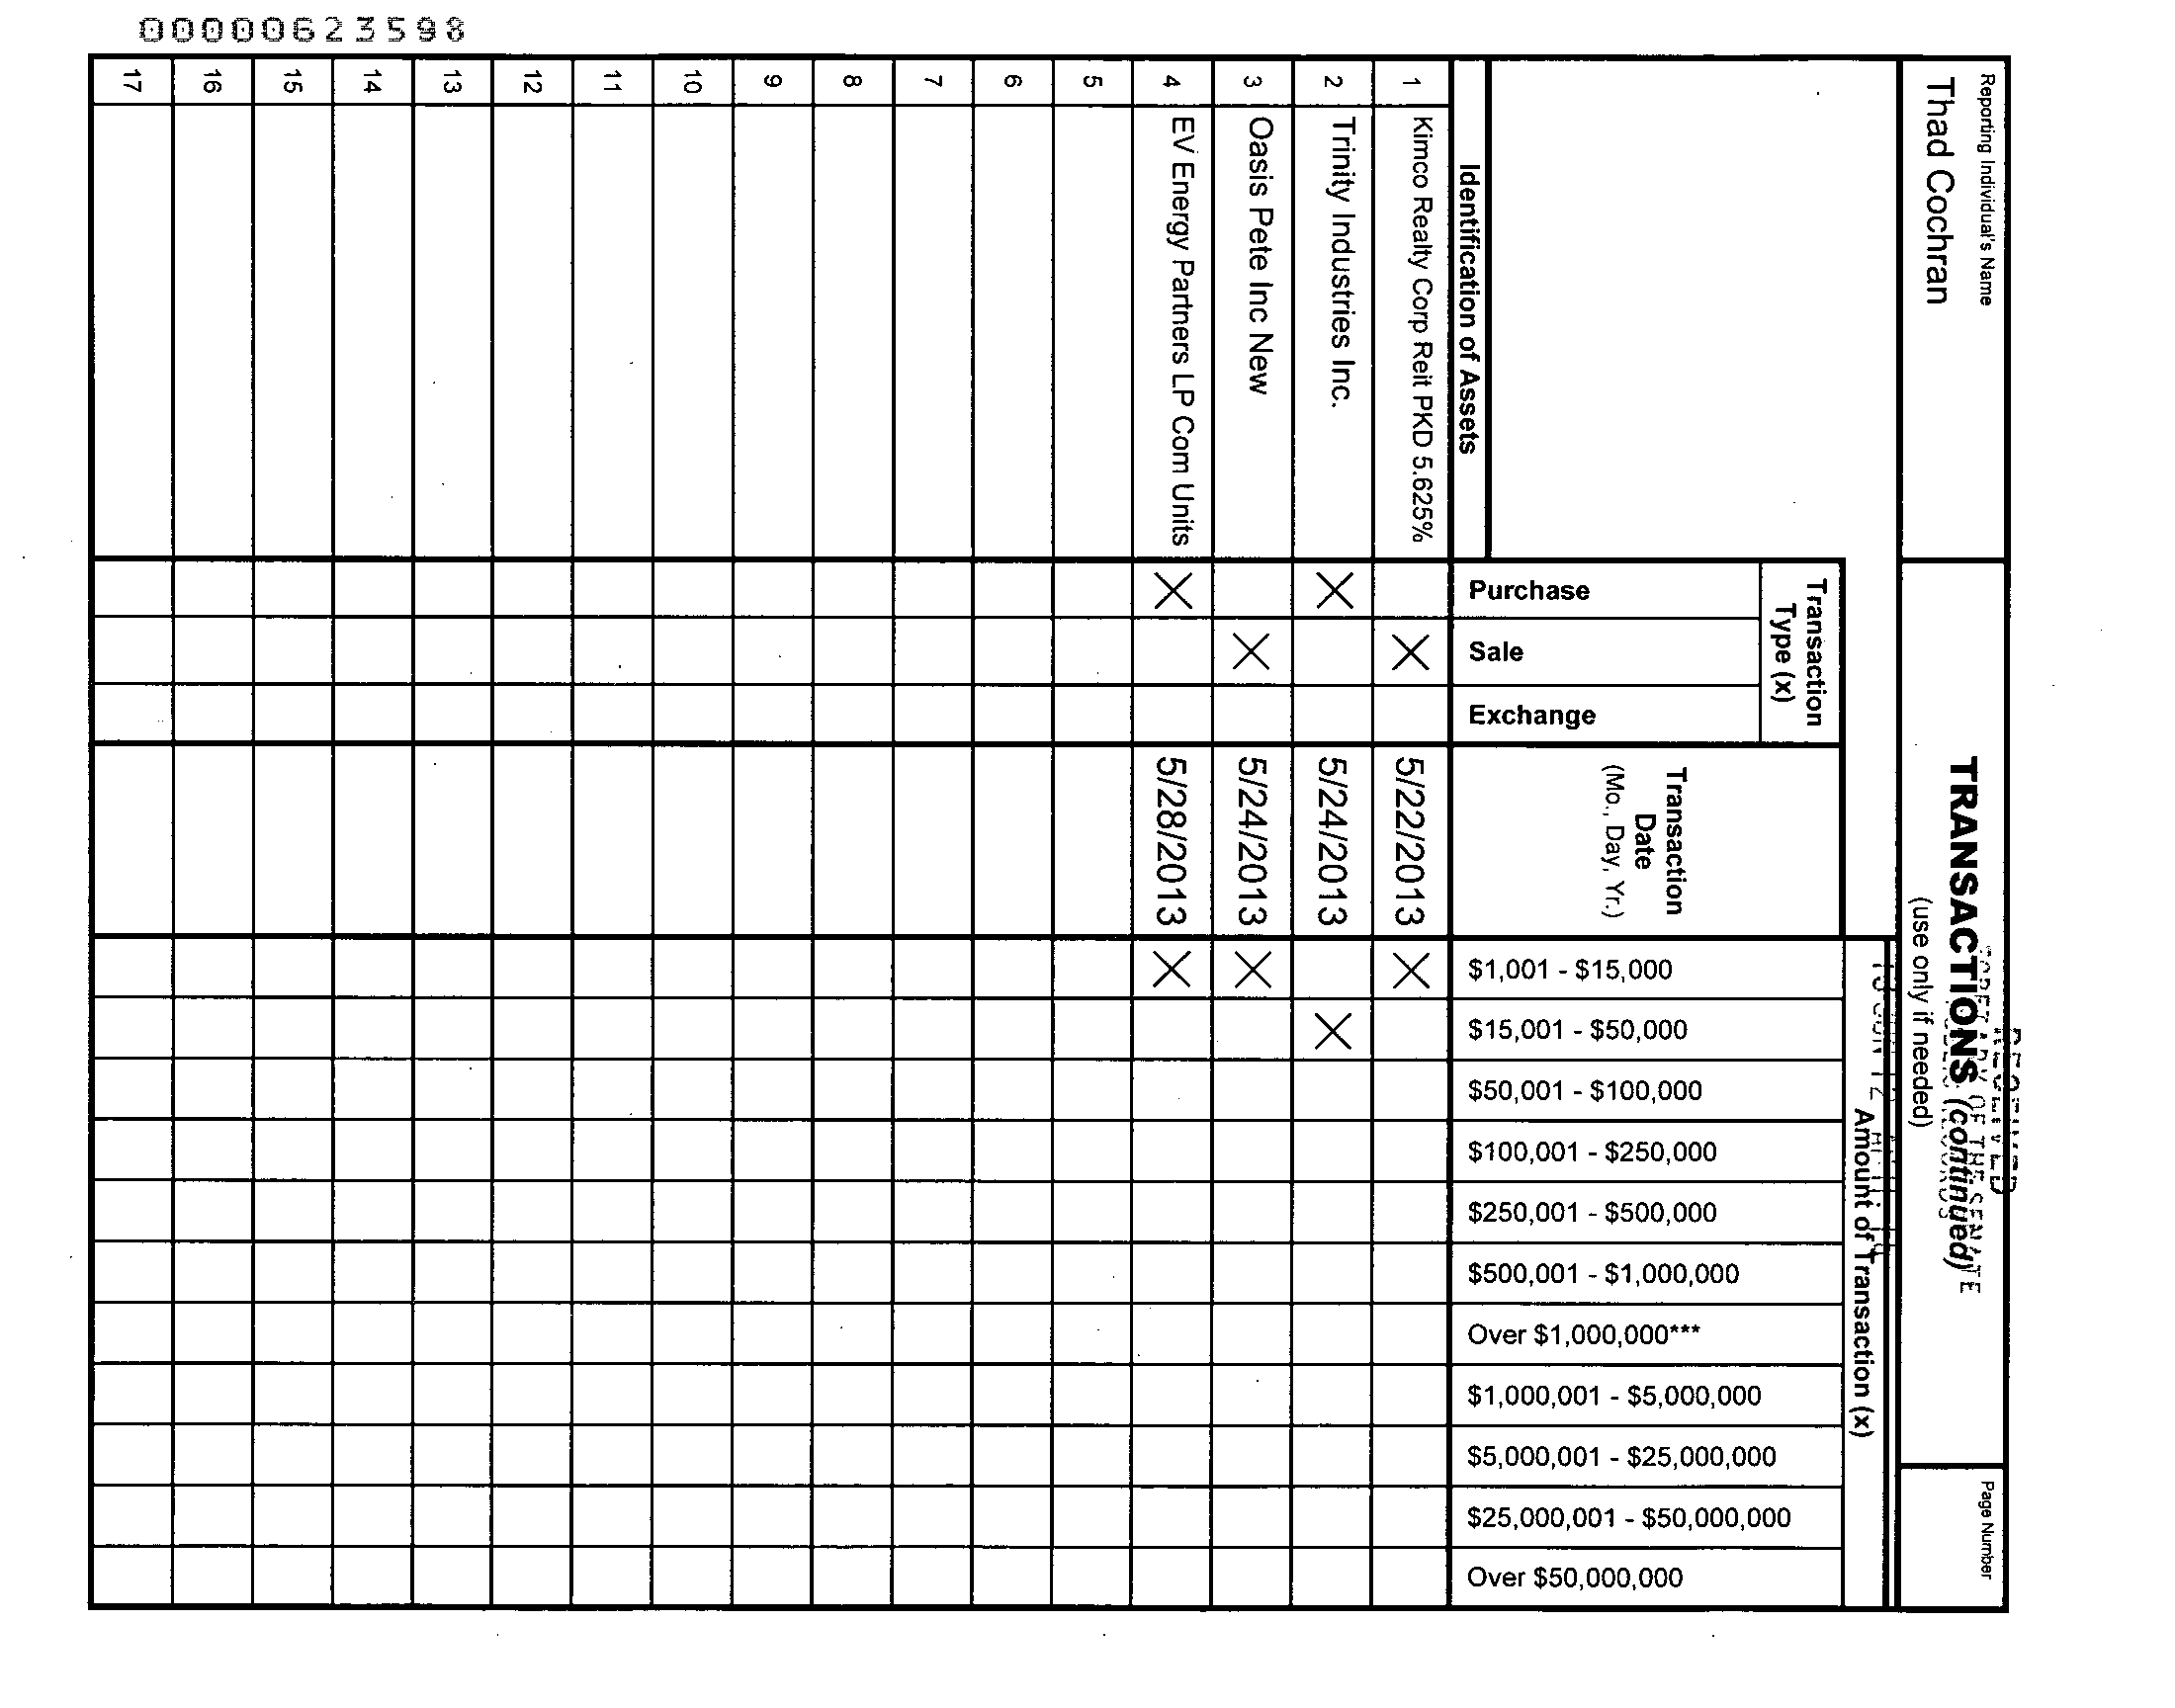 00000623598
Reporting Individual's Name
Thad Cochran
TRANSACTIONS (continued)
(use only if needed)
Page Number
RECEIVED
SECRETARY OF THE SENATE
Transaction
Type (x)
Amount of Transaction (x)
Identification of Assets
Purchase
Sale
Exchange
Transaction
Date
(Mo., Day, Yr.)
$1,001 - $15,000
$15,001 - $50,000
$50,001 - $100,000
$100,001 - $250,000
$250,001 - $500,000
$500,001 - $1,000,000
Over $1,000,000***
$1,000,001 - $5,000,000
$5,000,001 - $25,000,000
$25,000,001 - $50,000,000
Over $50,000,000
1 Kimco Realty Corp Reit PKD 5.625% X 5/22/2013 X
2 Trinity Industries Inc. X 5/24/2013 X
3 Oasis Pete Inc New X 5/24/2013 X
4 EV Energy Partners LP Com Units X 5/28/2013 X
5
6
7
8
9
10
11
12
13
14
15
16
17